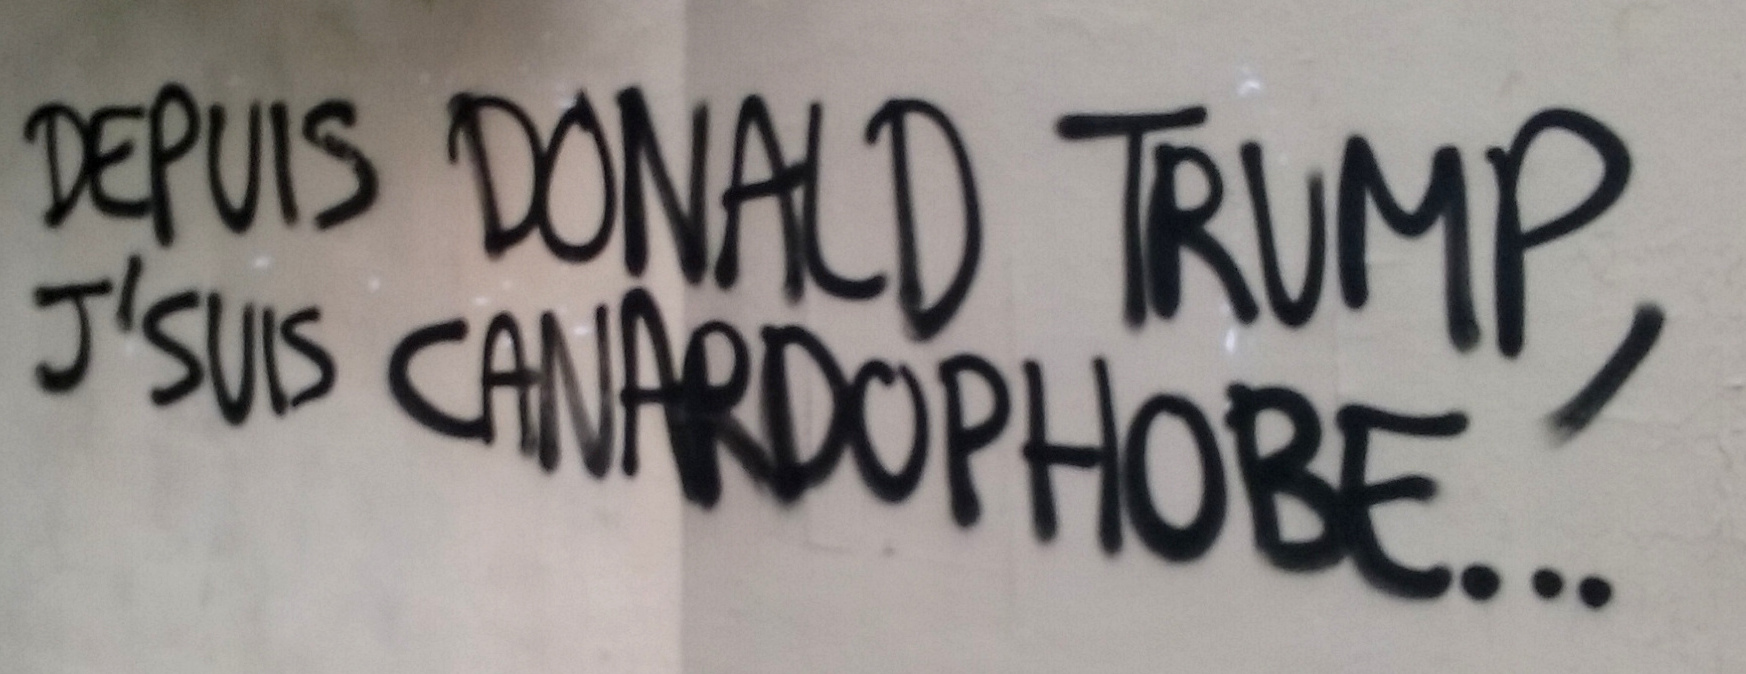 DEPUIS DONALD TRUMP,
J'SUIS CANARDOPHOBE...